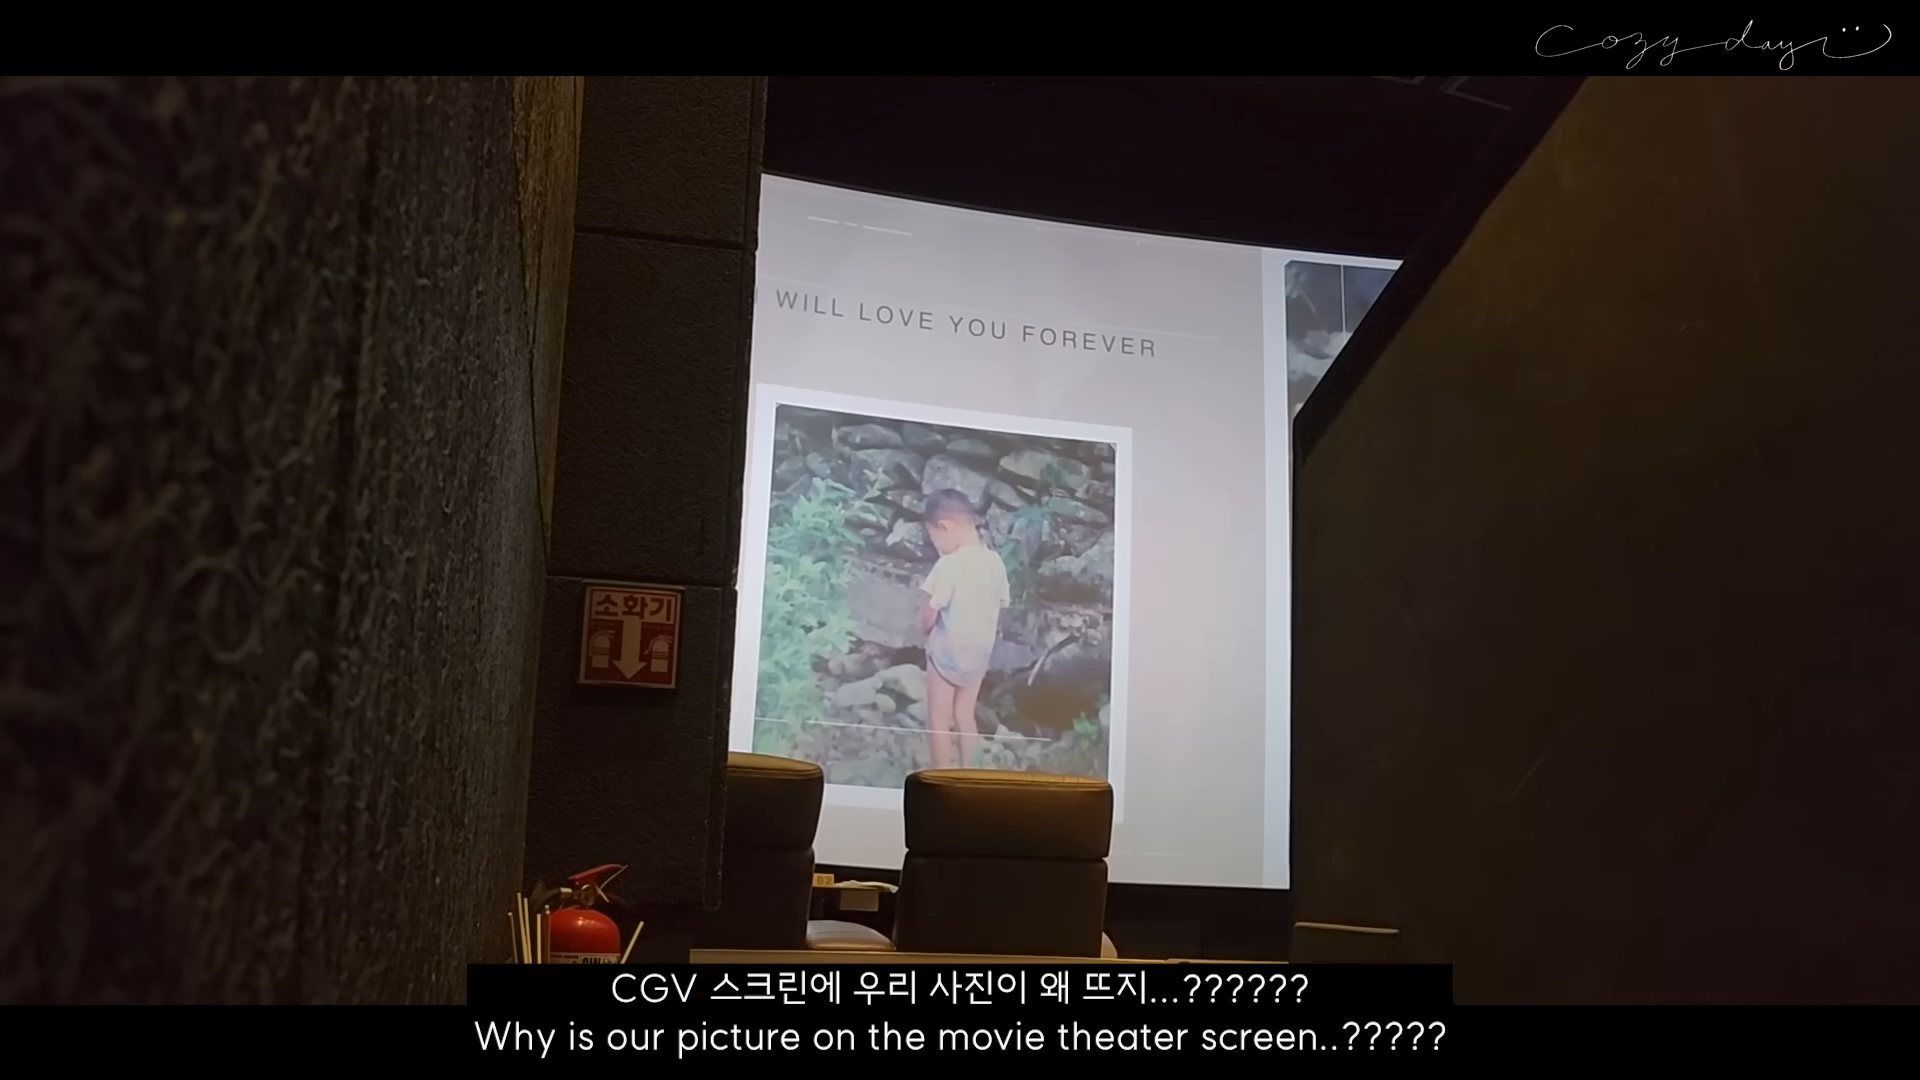 cozy days
WILL LOVE YOU FOREVER
소화기
CGV 스크린에 우리 사진이 왜 뜨지...??????
Why is our picture on the movie theater screen..?????